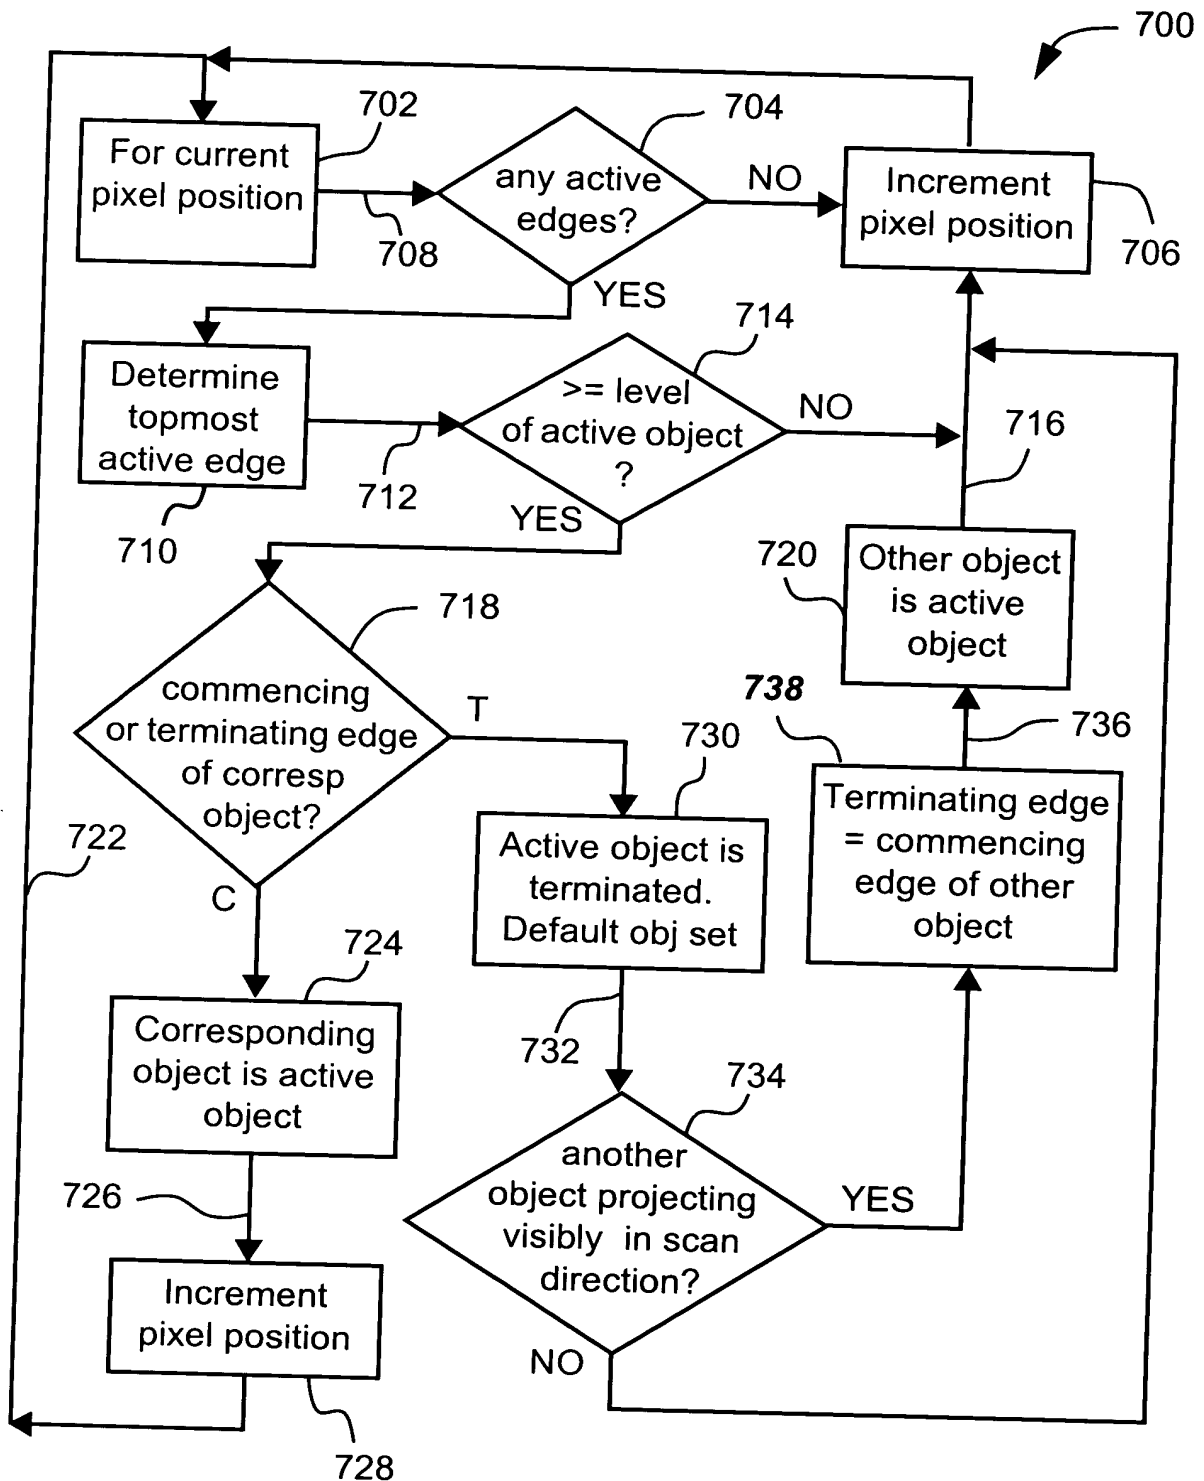 700
702
704
For current
pixel position
any active
edges?
NO
Increment
pixel position
706
708
YES
714
Determine
topmost
active edge
>= level
of active object
?
NO
716
712
YES
710
720
Other object
is active
object
718
738
commencing
or terminating edge
of corresp
object?
T
730
736
Terminating edge
= commencing
edge of other
object
722
Active object is
terminated.
Default obj set
C
724
732
734
Corresponding
object is active
object
another
object projecting
visibly in scan
direction?
YES
726
Increment
pixel position
NO
728